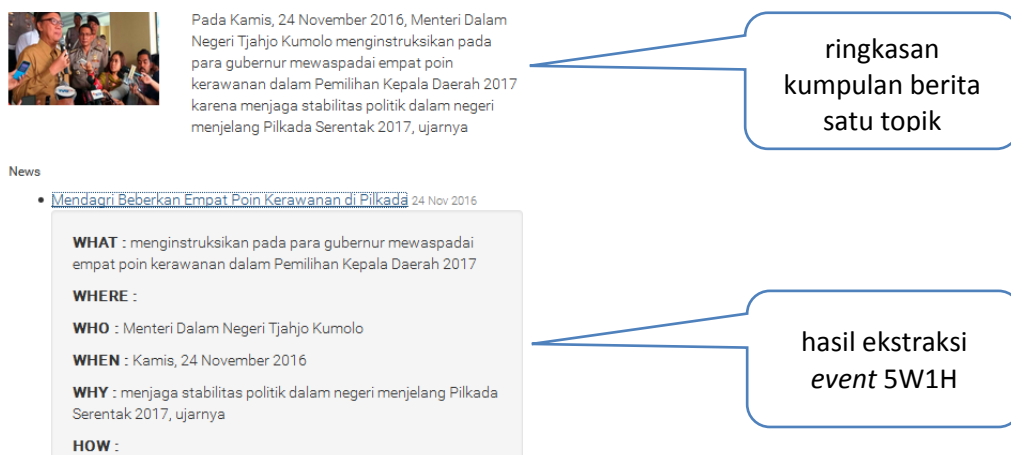 Pada Kamis, 24 November 2016, Menteri Dalam
Negeri Tjahjo Kumolo menginstruksikan pada
para gubernur mewaspadai empat poin
kerawanan dalam Pemilihan Kepala Daerah 2017
karena menjaga stabilitas politik dalam negeri
menjelang Pilkada Serentak 2017, ujarnya
ringkasan
kumpulan berita
satu topik
News
• Mendagri Beberkan Empat Poin Kerawanan di Pilkada 24 Nov 2016
WHAT : menginstruksikan pada para gubernur mewaspadai
empat poin kerawanan dalam Pemilihan Kepala Daerah 2017
WHERE :
WHO : Menteri Dalam Negeri Tjahjo Kumolo
WHEN : Kamis, 24 November 2016
WHY : menjaga stabilitas politik dalam negeri menjelang Pilkada
Serentak 2017, ujarnya
HOW :
hasil ekstraksi
event 5W1H